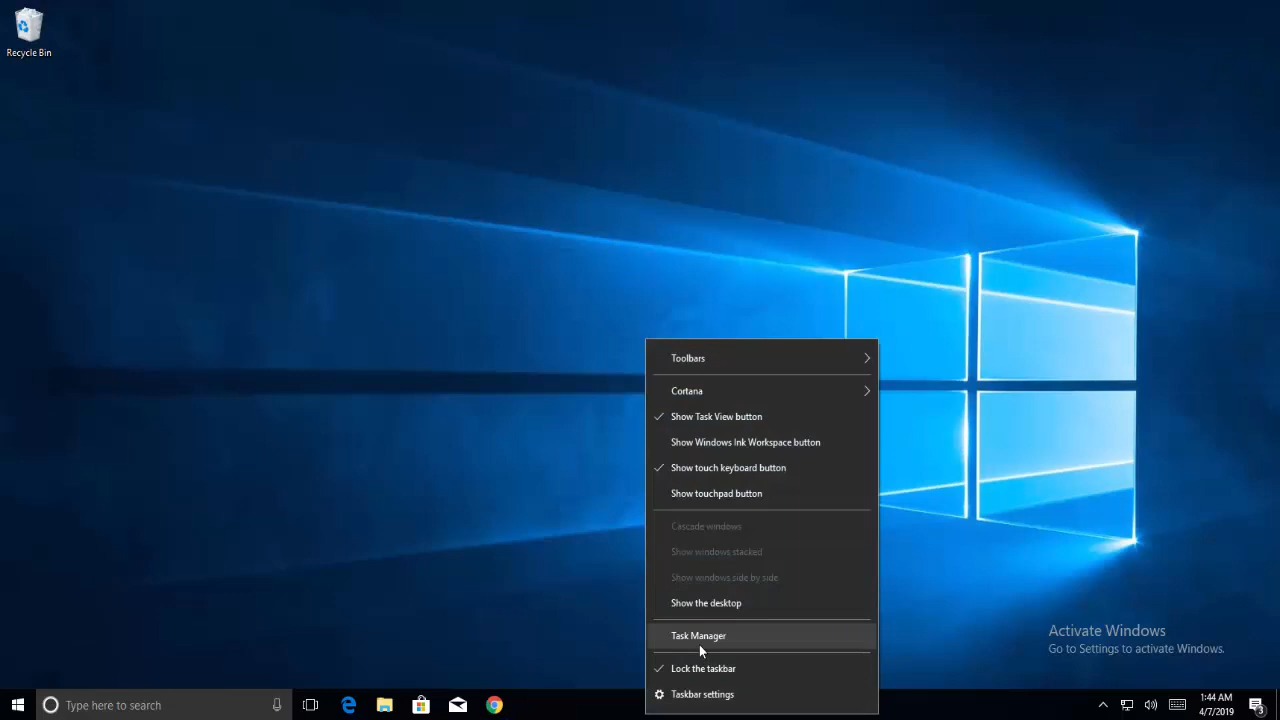 Recycle Bin
Toolbars
Cortana
Show Task View button
Show Windows Ink Workspace button
Show touch keyboard button
Show touchpad button
Cascade windows
Show windows stacked
Show windows side by side
Show the desktop
Task Manager
Lock the taskbar
Taskbar settings
Activate Windows
Go to Settings to activate Windows.
Type here to search
1:44 AM
4/7/2019
3